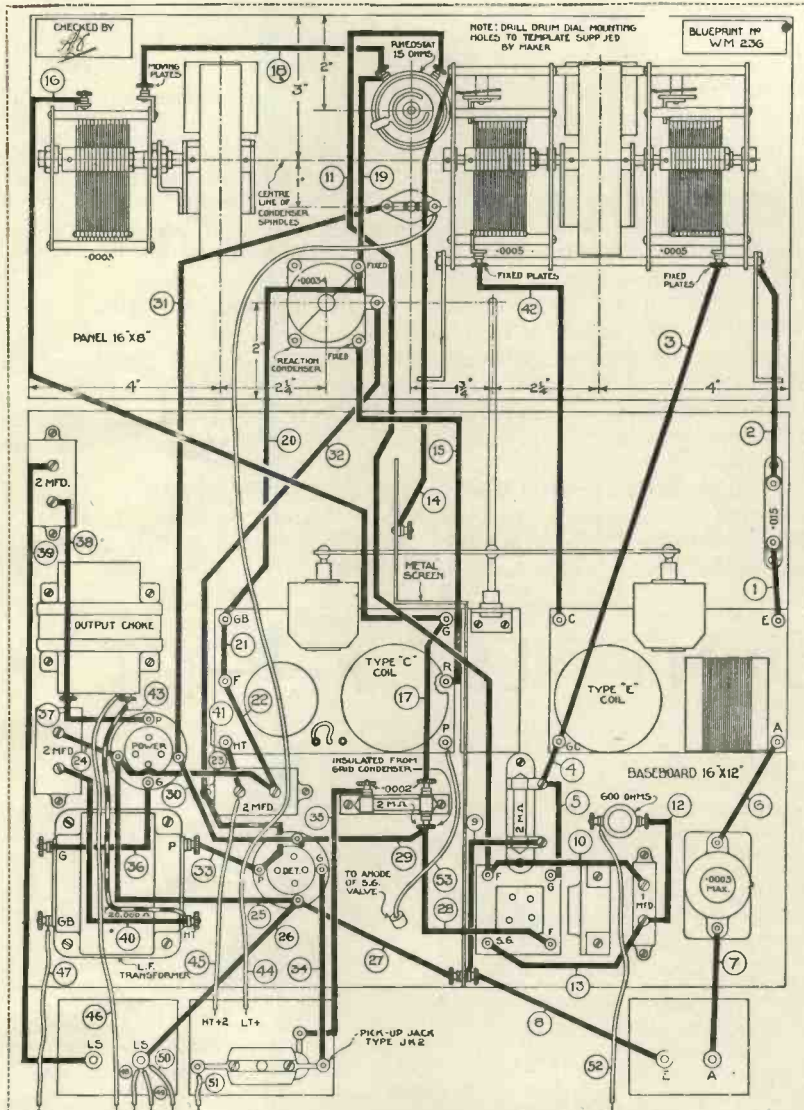 CHECKED BY
NOTE: DRILL DRUM DIAL MOUNTING
HOLES TO TEMPLATE SUPPLIED
BY MAKER
BLUEPRINT Nº
WM 236
RHEOSTAT
15 OHMS
16
MOVING
PLATES
18
2"
3"
1"
11
19
CENTRE
LINE OF
CONDENSER
SPINDLES
·0005
·0005
·0005
FIXED PLATES
FIXED
PLATES
42
31
·00034
FIXED
PANEL 16"X8"
2"
REACTION
CONDENSER
FIXED
3
4"
2¼"
1¾"
2¼"
4"
20
32
15
2
2 MFD.
39
38
14
·015
METAL
SCREEN
1
OUTPUT CHOKE
GB
G
C
E
21
R
F
TYPE "C"
COIL
17
TYPE "E"
COIL
43
41
22
37
P
HT
P
GC
A
POWER
24
23
INSULATED FROM
GRID CONDENSER
4
BASEBOARD 16"X12"
2 MFD
G
30
2 MFD
35
·0002
2 MΩ
9
2 MΩ
5
600 OHMS
12
6
G
36
P
33
P
DET.
G
29
53
F
G
10
·0003
MAX.
TO ANODE
OF S.G.
VALVE
28
1
MFD.
GB
20,000 Ω
HT
40
25
26
S.G.
F
L.F.
TRANSFORMER
47
45
44
34
27
13
7
46
HT+2
LT+
8
LS
LS
50
48
49
51
PICK-UP JACK
TYPE JK2
52
E
A